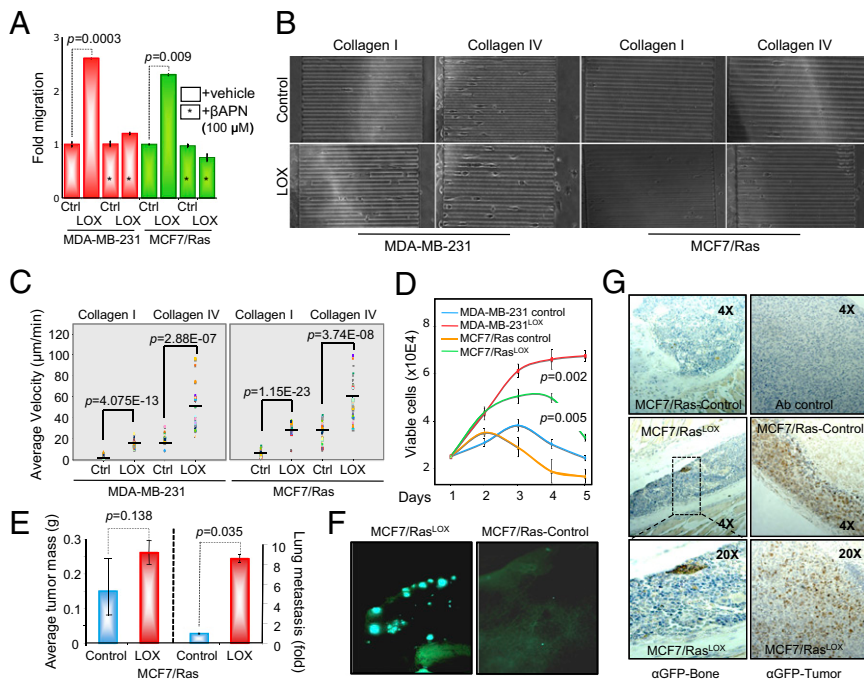 A
Fold migration
3
2
1
0
p=0.0003
p=0.009
+vehicle
* +βAPN
(100 µM)
* * * *
Ctrl Ctrl Ctrl Ctrl
LOX LOX LOX LOX
MDA-MB-231 MCF7/Ras
B
Collagen I Collagen IV Collagen I Collagen IV
Control
LOX
MDA-MB-231 MCF7/Ras
C
Collagen I Collagen IV Collagen I Collagen IV
Average Velocity (µm/min)
120
100
80
60
40
20
0
p=2.88E-07
p=4.075E-13
p=3.74E-08
p=1.15E-23
Ctrl LOX Ctrl LOX Ctrl LOX Ctrl LOX
MDA-MB-231 MCF7/Ras
D
Viable cells (x10E4)
8
6
4
2
MDA-MB-231 control
MDA-MB-231LOX
MCF7/Ras control
MCF7/RasLOX
p=0.002
p=0.005
Days 1 2 3 4 5
E
Average tumor mass (g)
0.3
0.2
0.1
0
p=0.138
p=0.035
10
8
6
4
2
0
Lung metastasis
(fold)
Control LOX Control LOX
MCF7/Ras
F
MCF7/RasLOX MCF7/Ras-Control
G
4X
MCF7/Ras-Control
4X
Ab control
MCF7/RasLOX
4X
MCF7/Ras-Control
4X
20X
MCF7/RasLOX
20X
MCF7/RasLOX
αGFP-Bone αGFP-Tumor